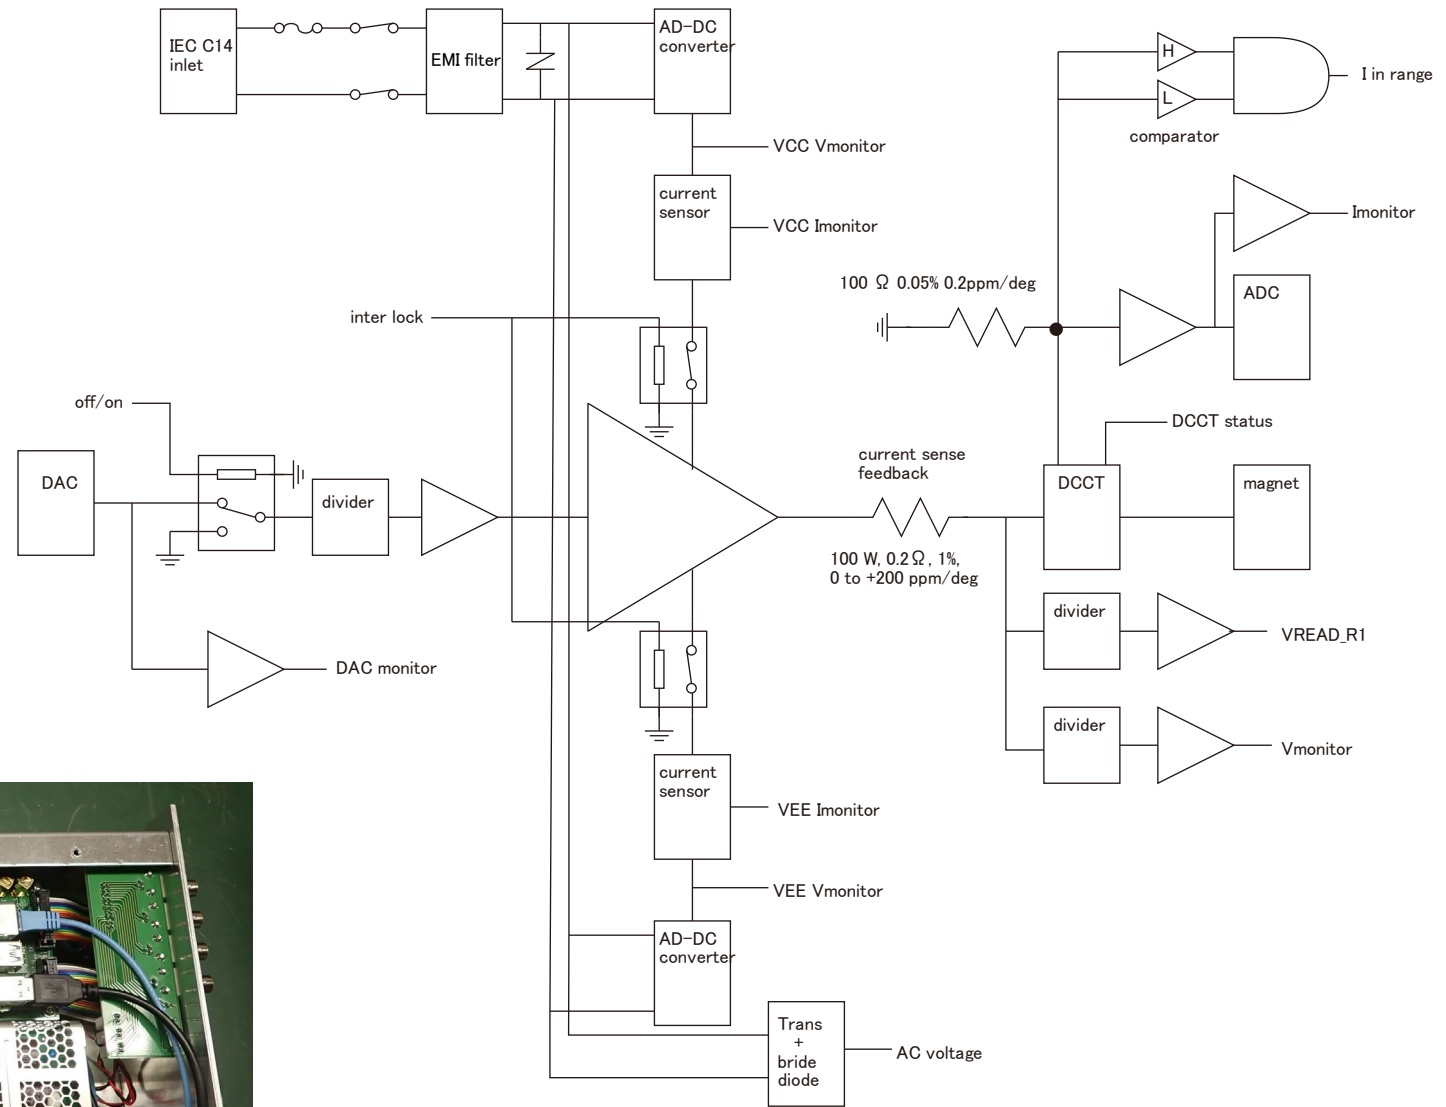 IEC C14
inlet
EMI filter
AD-DC
converter
VCC Vmonitor
current
sensor
VCC Imonitor
H
L
comparator
I in range
Imonitor
100 Ω 0.05% 0.2ppm/deg
ADC
inter lock
off/on
DAC
divider
DAC monitor
current sense
feedback
100 W, 0.2Ω, 1%,
0 to +200 ppm/deg
DCCT status
DCCT
magnet
divider
VREAD_R1
divider
Vmonitor
current
sensor
VEE Imonitor
VEE Vmonitor
AD-DC
converter
Trans
+
bride
diode
AC voltage